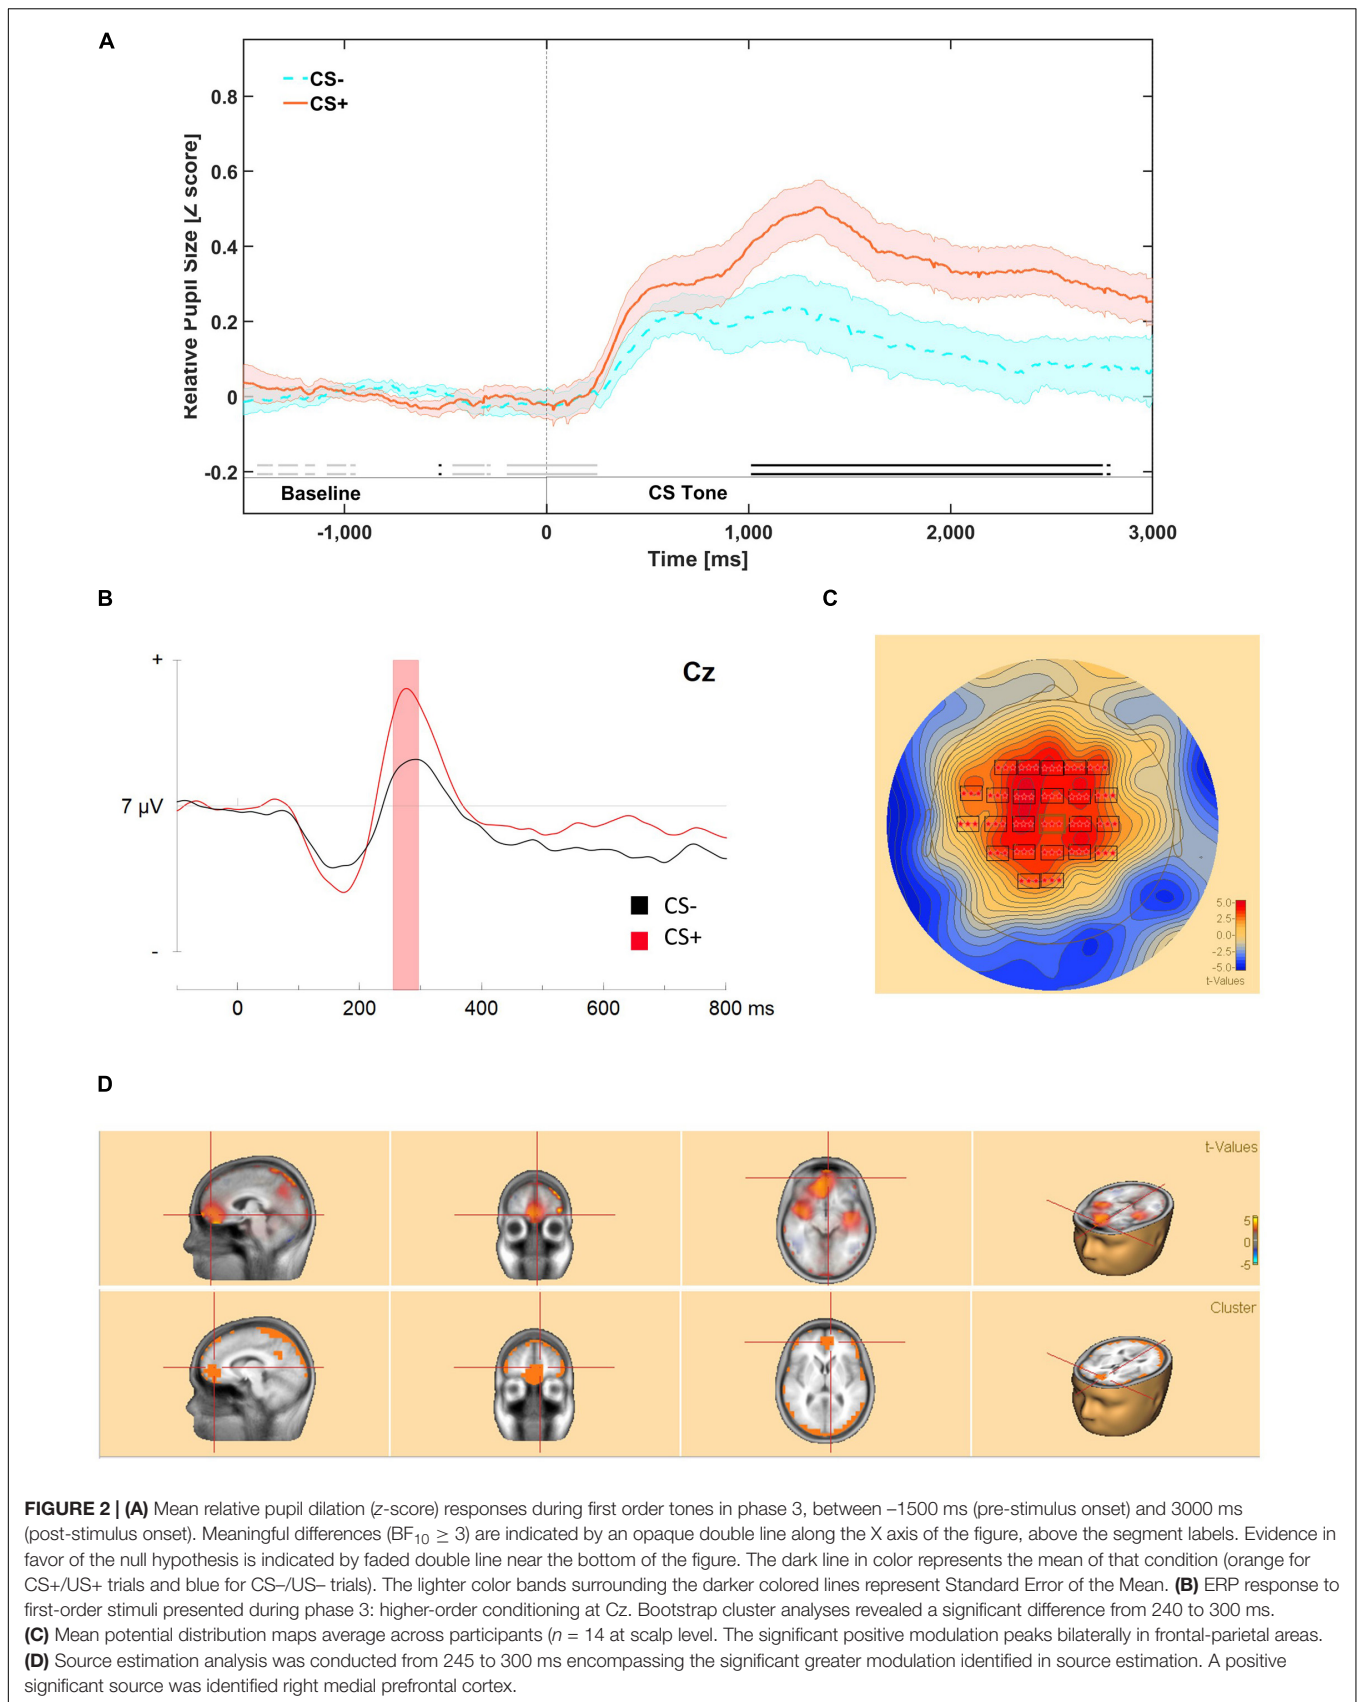 A
CS-
CS+
0.8
0.6
0.4
0.2
0
-0.2
Relative Pupil Size [Z score]
Baseline
CS Tone
-1,000
0
1,000
2,000
3,000
Time [ms]
B
+
Cz
7 µV
-
CS-
CS+
0
200
400
600
800 ms
C
5.0
2.5
0.0
-2.5
-5.0
t-Values
D
t-Values
5
0
-5
Cluster
FIGURE 2 | (A) Mean relative pupil dilation (z-score) responses during first order tones in phase 3, between –1500 ms (pre-stimulus onset) and 3000 ms
(post-stimulus onset). Meaningful differences (BF10 ≥ 3) are indicated by an opaque double line along the X axis of the figure, above the segment labels. Evidence in
favor of the null hypothesis is indicated by faded double line near the bottom of the figure. The dark line in color represents the mean of that condition (orange for
CS+/US+ trials and blue for CS–/US– trials). The lighter color bands surrounding the darker colored lines represent Standard Error of the Mean. (B) ERP response to
first-order stimuli presented during phase 3: higher-order conditioning at Cz. Bootstrap cluster analyses revealed a significant difference from 240 to 300 ms.
(C) Mean potential distribution maps average across participants (n = 14 at scalp level. The significant positive modulation peaks bilaterally in frontal-parietal areas.
(D) Source estimation analysis was conducted from 245 to 300 ms encompassing the significant greater modulation identified in source estimation. A positive
significant source was identified right medial prefrontal cortex.